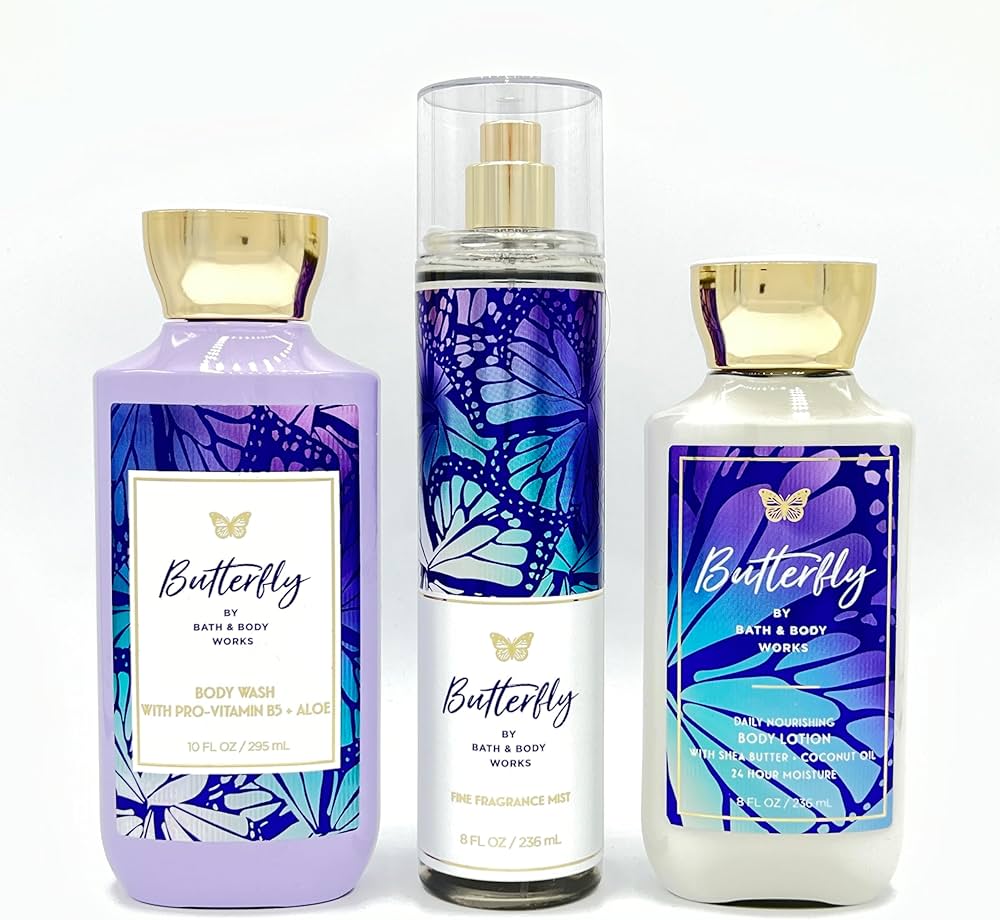 Butterfly
BY
BATH & BODY
WORKS
BODY WASH
WITH PRO-VITAMIN B5 + ALOE
10 FL OZ / 295 mL
Butterfly
BY
BATH & BODY
WORKS
FINE FRAGRANCE MIST
8 FL OZ / 236 mL
Butterfly
BY
BATH & BODY
WORKS
DAILY NOURISHING
BODY LOTION
WITH SHEA BUTTER + COCONUT OIL
24 HOUR MOISTURE
8 FL OZ / 236 mL